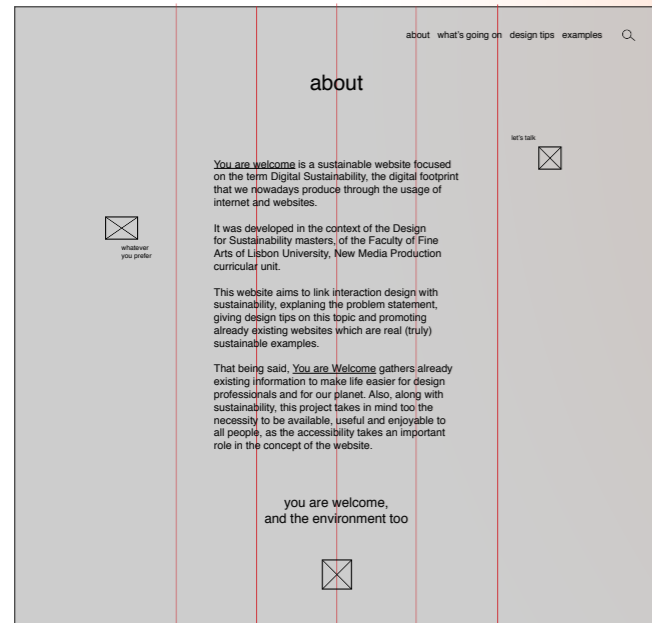 about what's going on design tips examples
about
let's talk
You are welcome is a sustainable website focused
on the term Digital Sustainability, the digital footprint
that we nowadays produce through the usage of
internet and websites.
It was developed in the context of the Design
for Sustainability masters, of the Faculty of Fine
Arts of Lisbon University, New Media Production
curricular unit.
This website aims to link interaction design with
sustainability, explaning the problem statement,
giving design tips on this topic and promoting
already existing websites which are real (truly)
sustainable examples.
That being said, You are Welcome gathers already
existing information to make life easier for design
professionals and for our planet. Also, along with
sustainability, this project takes in mind too the
necessity to be available, useful and enjoyable to
all people, as the accessibility takes an important
role in the concept of the website.
whatever
you prefer
you are welcome,
and the environment too